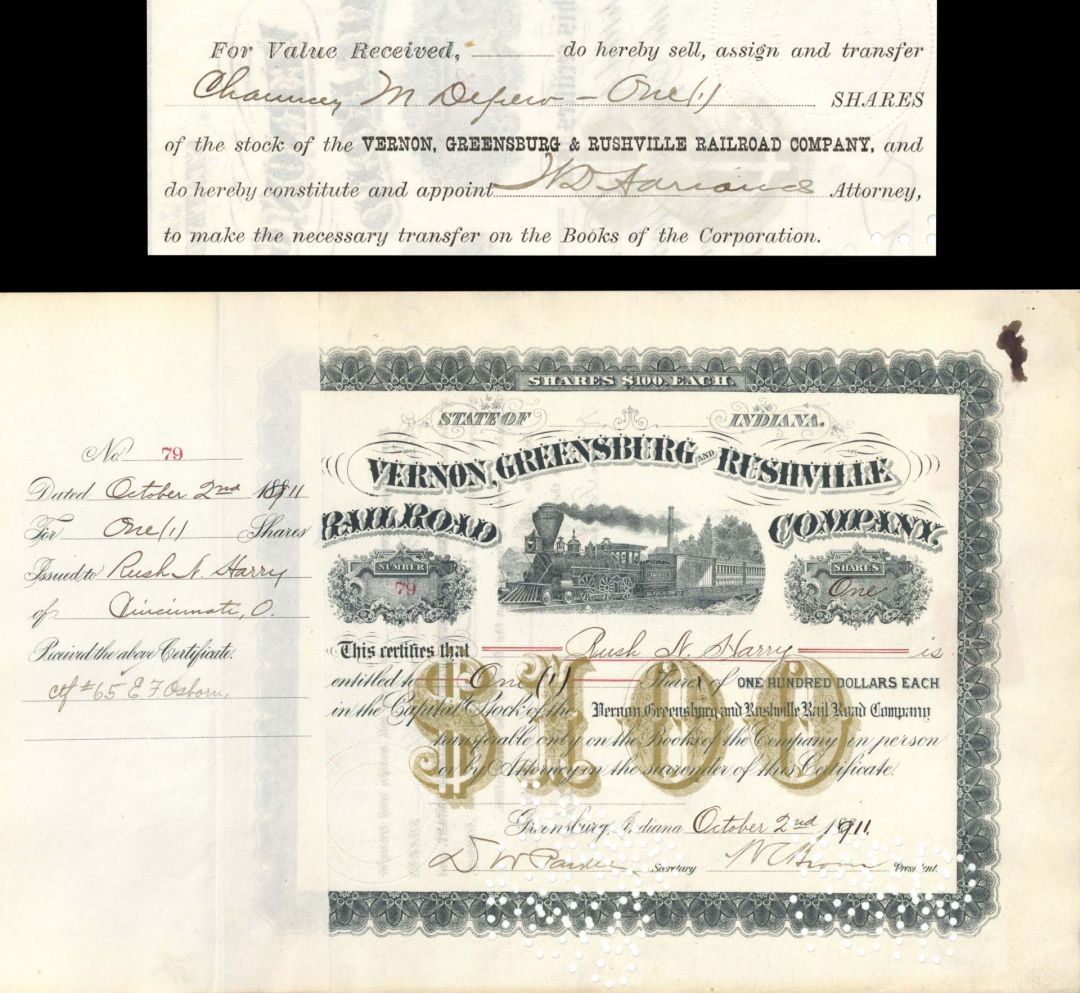 For Value Received, do hereby sell, assign and transfer
Chauncey M Depew - One (1) SHARES
of the stock of the VERNON, GREENSBURG & RUSHVILLE RAILROAD COMPANY, and
do hereby constitute and appoint Attorney,
to make the necessary transfer on the Books of the Corporation.
SHARES $100. EACH.
STATE OF INDIANA.
VERNON, GREENSBURG AND RUSHVILLE
RAILROAD COMPANY.
No. 79
Dated October 2nd 1911
For One (1) Shares
Issued to Rush N. Harry
of Cincinnati, O.
Received the above Certificate.
ctf #65 E F Osborn,
NUMBER
79
SHARES
One
This certifies that Rush N. Harry is
entitled to One (1) Shares of ONE HUNDRED DOLLARS EACH
in the Capital Stock of the Vernon, Greensburg and Rushville Rail Road Company
transferable only on the Books of the Company in person
or by Attorney on the surrender of this Certificate.
$100
Greensburg, Indiana October 2nd 1911
Secretary President.